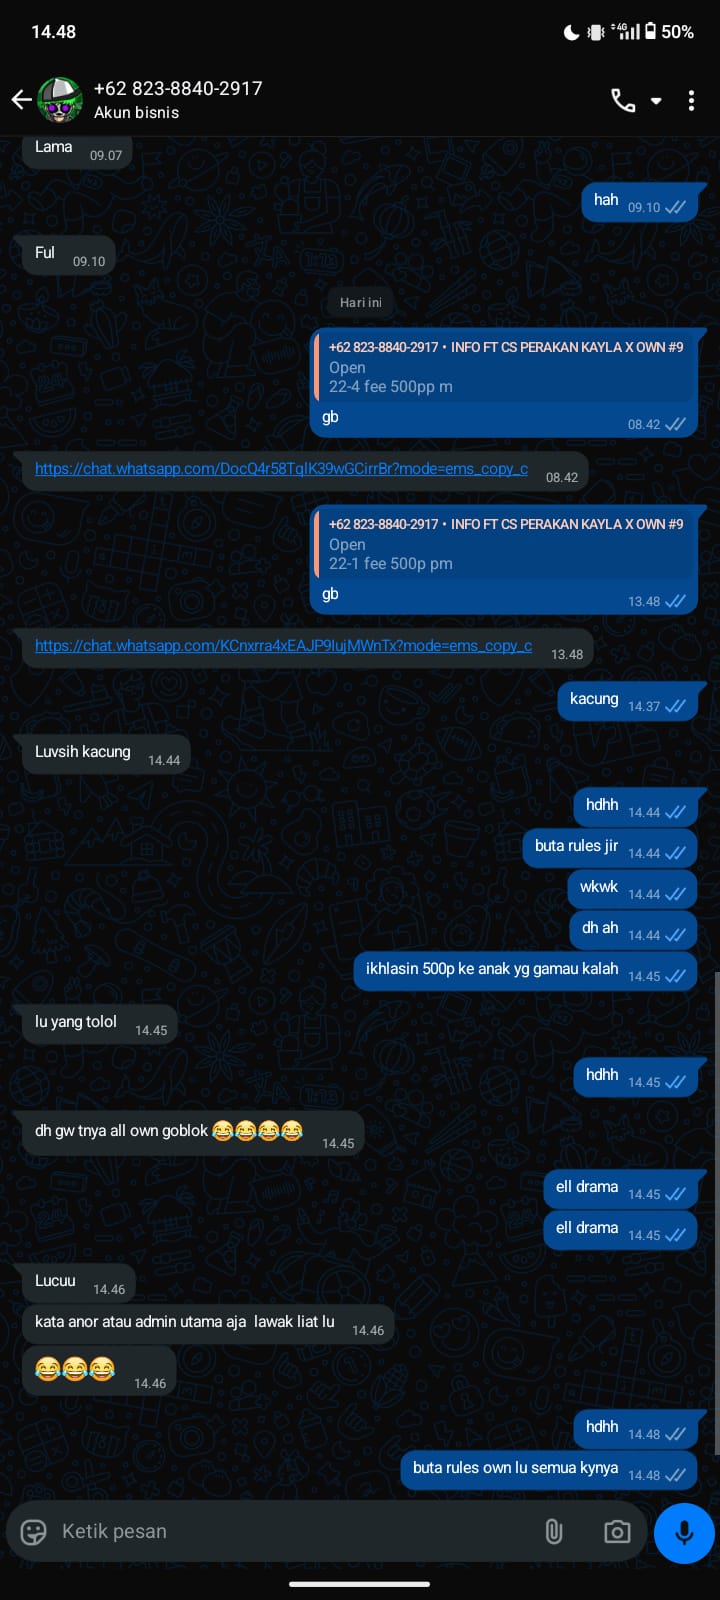 14.48
4G
50%
+62 823-8840-2917
Akun bisnis
Lama 09.07
hah 09.10
Ful 09.10
Hari ini
+62 823-8840-2917 • INFO FT CS PERAKAN KAYLA X OWN #9
Open
22-4 fee 500pp m
gb 08.42
https://chat.whatsapp.com/DocQ4r58TqIK39wGCirrBr?mode=ems_copy_c 08.42
+62 823-8840-2917 • INFO FT CS PERAKAN KAYLA X OWN #9
Open
22-1 fee 500p pm
gb 13.48
https://chat.whatsapp.com/KCnxrra4xEAJP9IujMWnTx?mode=ems_copy_c 13.48
kacung 14.37
Luvsih kacung 14.44
hdhh 14.44
buta rules jir 14.44
wkwk 14.44
dh ah 14.44
ikhlasin 500p ke anak yg gamau kalah 14.45
lu yang tolol 14.45
hdhh 14.45
dh gw tnya all own goblok 😂😂😂😂 14.45
ell drama 14.45
ell drama 14.45
Lucuu 14.46
kata anor atau admin utama aja  lawak liat lu 14.46
😂😂😂 14.46
hdhh 14.48
buta rules own lu semua kynya 14.48
Ketik pesan